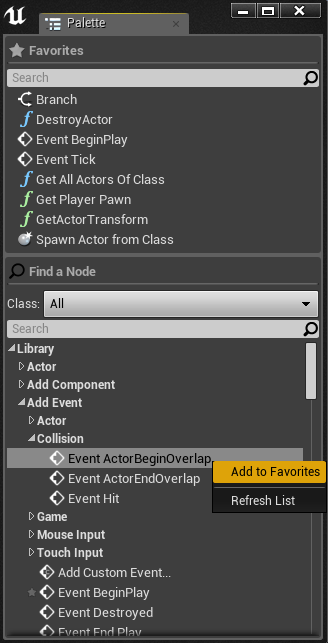 Palette
Favorites
Search
Branch
DestroyActor
Event BeginPlay
Event Tick
Get All Actors Of Class
Get Player Pawn
GetActorTransform
Spawn Actor from Class
Find a Node
Class: All
Search
Library
Actor
Add Component
Add Event
Actor
Collision
Event ActorBeginOverlap
Add to Favorites
Event ActorEndOverlap
Refresh List
Event Hit
Game
Mouse Input
Touch Input
Add Custom Event...
Event BeginPlay
Event Destroyed
Event End Play